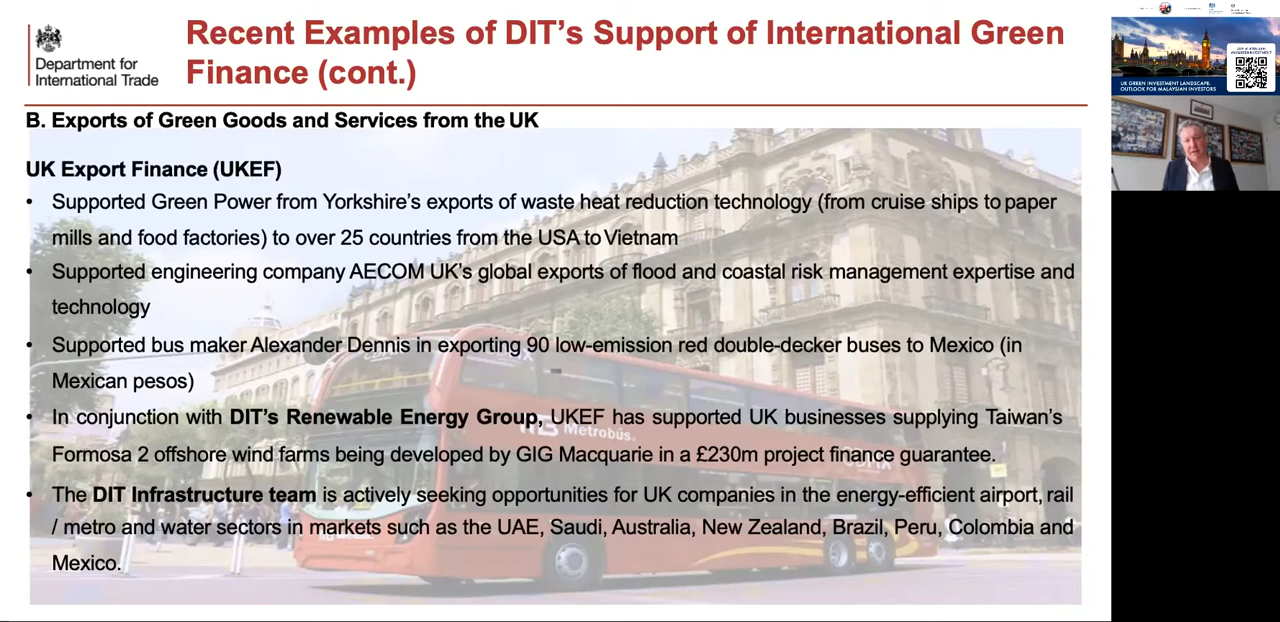 Department for
International Trade
Recent Examples of DIT's Support of International Green
Finance (cont.)
B. Exports of Green Goods and Services from the UK
UK Export Finance (UKEF)
• Supported Green Power from Yorkshire's exports of waste heat reduction technology (from cruise ships to paper
mills and food factories) to over 25 countries from the USA to Vietnam
• Supported engineering company AECOM UK's global exports of flood and coastal risk management expertise and
technology
• Supported bus maker Alexander Dennis in exporting 90 low-emission red double-decker buses to Mexico (in
Mexican pesos)
• In conjunction with DIT's Renewable Energy Group, UKEF has supported UK businesses supplying Taiwan's
Formosa 2 offshore wind farms being developed by GIG Macquarie in a £230m project finance guarantee.
• The DIT Infrastructure team is actively seeking opportunities for UK companies in the energy-efficient airport, rail
/ metro and water sectors in markets such as the UAE, Saudi, Australia, New Zealand, Brazil, Peru, Colombia and
Mexico.
MB Metrobús.
CDMX
UK GREEN INVESTMENT LANDSCAPE:
OUTLOOK FOR MALAYSIAN INVESTORS